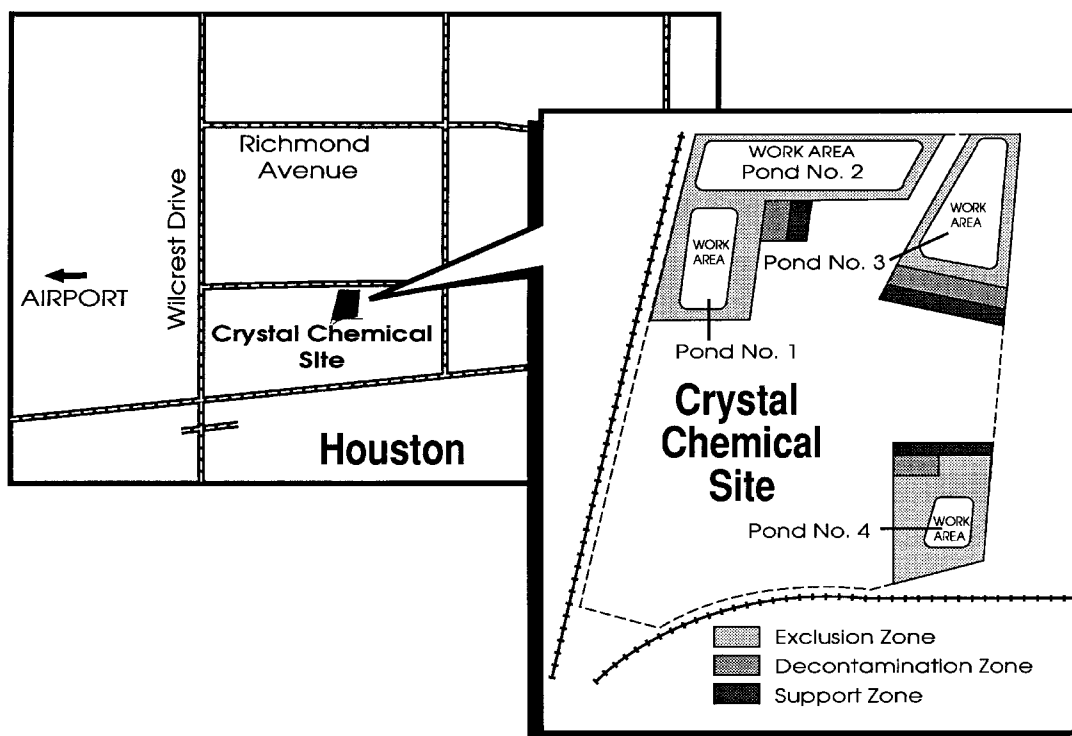 Richmond
Avenue
Wilcrest Drive
AIRPORT
Crystal Chemical
Site
Houston
WORK AREA
Pond No. 2
WORK
AREA
WORK
AREA
Pond No. 3
Pond No. 1
Crystal
Chemical
Site
Pond No. 4
WORK
AREA
Exclusion Zone
Decontamination Zone
Support Zone